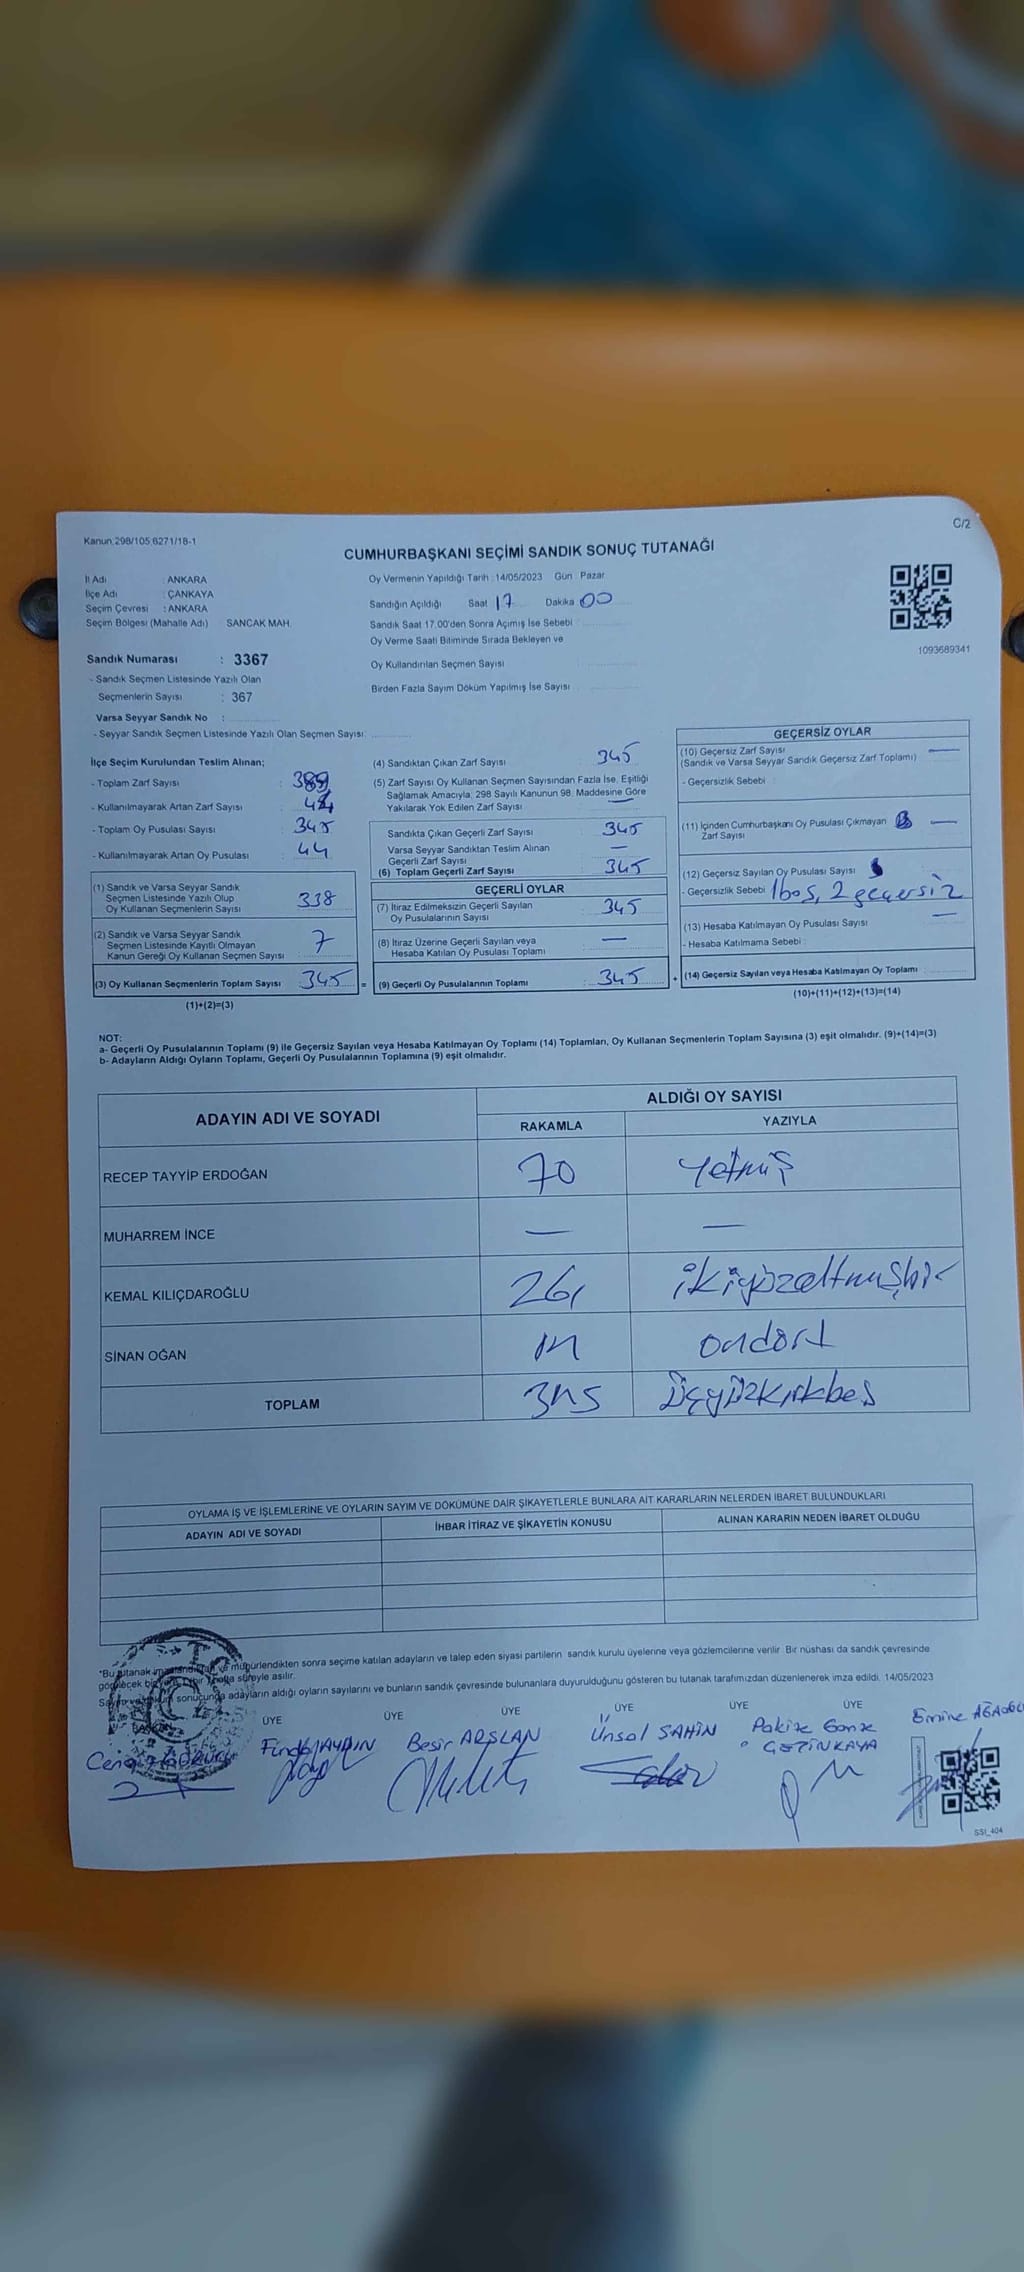 Kanun.298/105.6271/18-1
C/2
CUMHURBAŞKANI SEÇİMİ SANDIK SONUÇ TUTANAĞI
İl Adı : ANKARA
İlçe Adı : ÇANKAYA
Seçim Çevresi : ANKARA
Seçim Bölgesi (Mahalle Adı) SANCAK MAH.
Sandık Numarası : 3367
- Sandık Seçmen Listesinde Yazılı Olan
Seçmenlerin Sayısı : 367
Varsa Seyyar Sandık No :
- Seyyar Sandık Seçmen Listesinde Yazılı Olan Seçmen Sayısı:
Oy Vermenin Yapıldığı Tarih : 14/05/2023 Gün : Pazar
Sandığın Açıldığı Saat 17 Dakika 00
Sandık Saat 17.00'den Sonra Açımış İse Sebebi :
Oy Verme Saati Bitiminde Sırada Bekleyen ve
Oy Kullandırılan Seçmen Sayısı
Birden Fazla Sayım Döküm Yapılmış İse Sayısı :
1093689341
İlçe Seçim Kurulundan Teslim Alınan;
- Toplam Zarf Sayısı : 389
- Kullanılmayarak Artan Zarf Sayısı : 44
- Toplam Oy Pusulası Sayısı : 345
- Kullanılmayarak Artan Oy Pusulası : 44
(1) Sandık ve Varsa Seyyar Sandık
Seçmen Listesinde Yazılı Olup
Oy Kullanan Seçmenlerin Sayısı : 338
(2) Sandık ve Varsa Seyyar Sandık
Seçmen Listesinde Kayıtlı Olmayan
Kanun Gereği Oy Kullanan Seçmen Sayısı : 7
(3) Oy Kullanan Seçmenlerin Toplam Sayısı : 345 =
(1)+(2)=(3)
(4) Sandıktan Çıkan Zarf Sayısı : 345
(5) Zarf Sayısı Oy Kullanan Seçmen Sayısından Fazla İse, Eşitliği
Sağlamak Amacıyla; 298 Sayılı Kanunun 98. Maddesine Göre
Yakılarak Yok Edilen Zarf Sayısı : —
Sandıkta Çıkan Geçerli Zarf Sayısı : 345
Varsa Seyyar Sandıktan Teslim Alınan
Geçerli Zarf Sayısı : —
(6) Toplam Geçerli Zarf Sayısı : 345
GEÇERLİ OYLAR
(7) İtiraz Edilmeksizin Geçerli Sayılan
Oy Pusulalarının Sayısı : 345
(8) İtiraz Üzerine Geçerli Sayılan veya
Hesaba Katılan Oy Pusulası Toplamı : —
(9) Geçerli Oy Pusulalarının Toplamı : 345 +
GEÇERSİZ OYLAR
(10) Geçersiz Zarf Sayısı : —
(Sandık ve Varsa Seyyar Sandık Geçersiz Zarf Toplamı)
- Geçersizlik Sebebi :
(11) İçinden Cumhurbaşkanı Oy Pusulası Çıkmayan —
Zarf Sayısı
(12) Geçersiz Sayılan Oy Pusulası Sayısı :
- Geçersizlik Sebebi 1 boş, 2 geçersiz
(13) Hesaba Katılmayan Oy Pusulası Sayısı : —
- Hesaba Katılmama Sebebi :
(14) Geçersiz Sayılan veya Hesaba Katılmayan Oy Toplamı :
(10)+(11)+(12)+(13)=(14)
NOT:
a- Geçerli Oy Pusulalarının Toplamı (9) ile Geçersiz Sayılan veya Hesaba Katılmayan Oy Toplamı (14) Toplamları, Oy Kullanan Seçmenlerin Toplam Sayısına (3) eşit olmalıdır. (9)+(14)=(3)
b- Adayların Aldığı Oyların Toplamı, Geçerli Oy Pusulalarının Toplamına (9) eşit olmalıdır.
ADAYIN ADI VE SOYADI ALDIĞI OY SAYISI
RAKAMLA YAZIYLA
RECEP TAYYİP ERDOĞAN 70 Yetmiş
MUHARREM İNCE — —
KEMAL KILIÇDAROĞLU 261 ikiyüzaltmışbir
SİNAN OĞAN 14 ondört
TOPLAM 345 Üçyüzkırkbeş
OYLAMA İŞ VE İŞLEMLERİNE VE OYLARIN SAYIM VE DÖKÜMÜNE DAİR ŞİKAYETLERLE BUNLARA AİT KARARLARIN NELERDEN İBARET BULUNDUKLARI
ADAYIN ADI VE SOYADI İHBAR İTİRAZ VE ŞİKAYETİN KONUSU ALINAN KARARIN NEDEN İBARET OLDUĞU
*Bu tutanak ve mühürlendikten sonra seçime katılan adayların ve talep eden siyasi partilerin sandık kurulu üyelerine veya gözlemcilerine verilir. Bir nüshası da sandık çevresinde
görülecek bir yere bir hafta süreyle asılır.
sonucunda adayların aldığı oyların sayılarını ve bunların sandık çevresinde bulunanlara duyurulduğunu gösteren bu tutanak tarafımızdan düzenlenerek imza edildi. 14/05/2023
ÜYE ÜYE ÜYE ÜYE ÜYE ÜYE
AYDIN Besir ARSLAN Ünsal ŞAHİN Pakize Emine
SSI_404